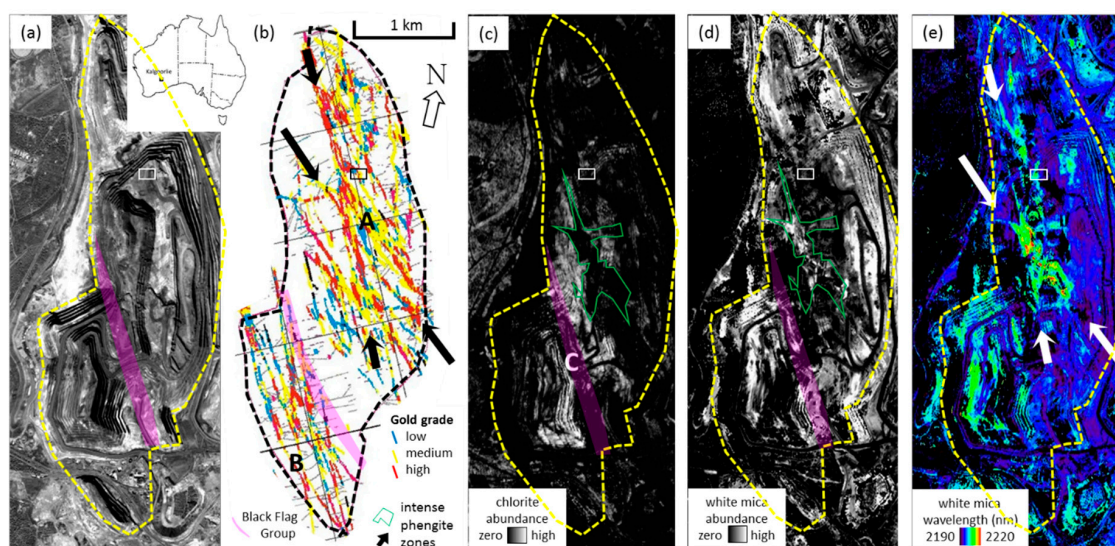 (a)
Kalgoorlie
(b)
1 km
N
A
B
Gold grade
low
medium
high
Black Flag
Group
intense
phengite
zones
(c)
C
chlorite
abundance
zero high
(d)
white mica
abundance
zero high
(e)
white mica
wavelength (nm)
2190 2220